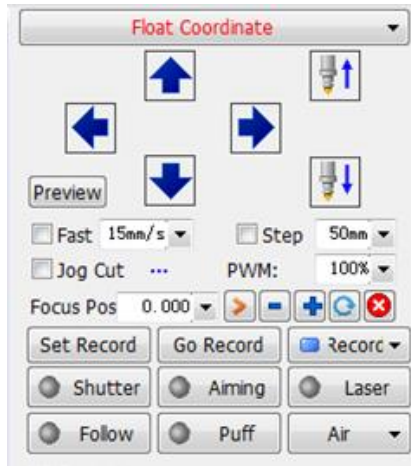 Float Coordinate
Preview
Fast 15mm/s Step 50mm
Jog Cut ... PWM: 100%
Focus Pos 0.000
Set Record Go Record Recorc
Shutter Aiming Laser
Follow Puff Air